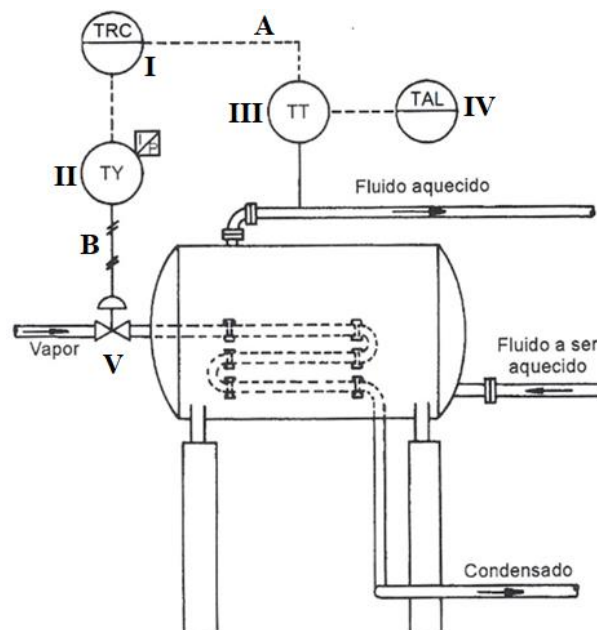 TRC
A
I
III
TT
TAL
IV
I
P
II
TY
Fluido aquecido
B
Vapor
V
Fluido a ser
aquecido
Condensado